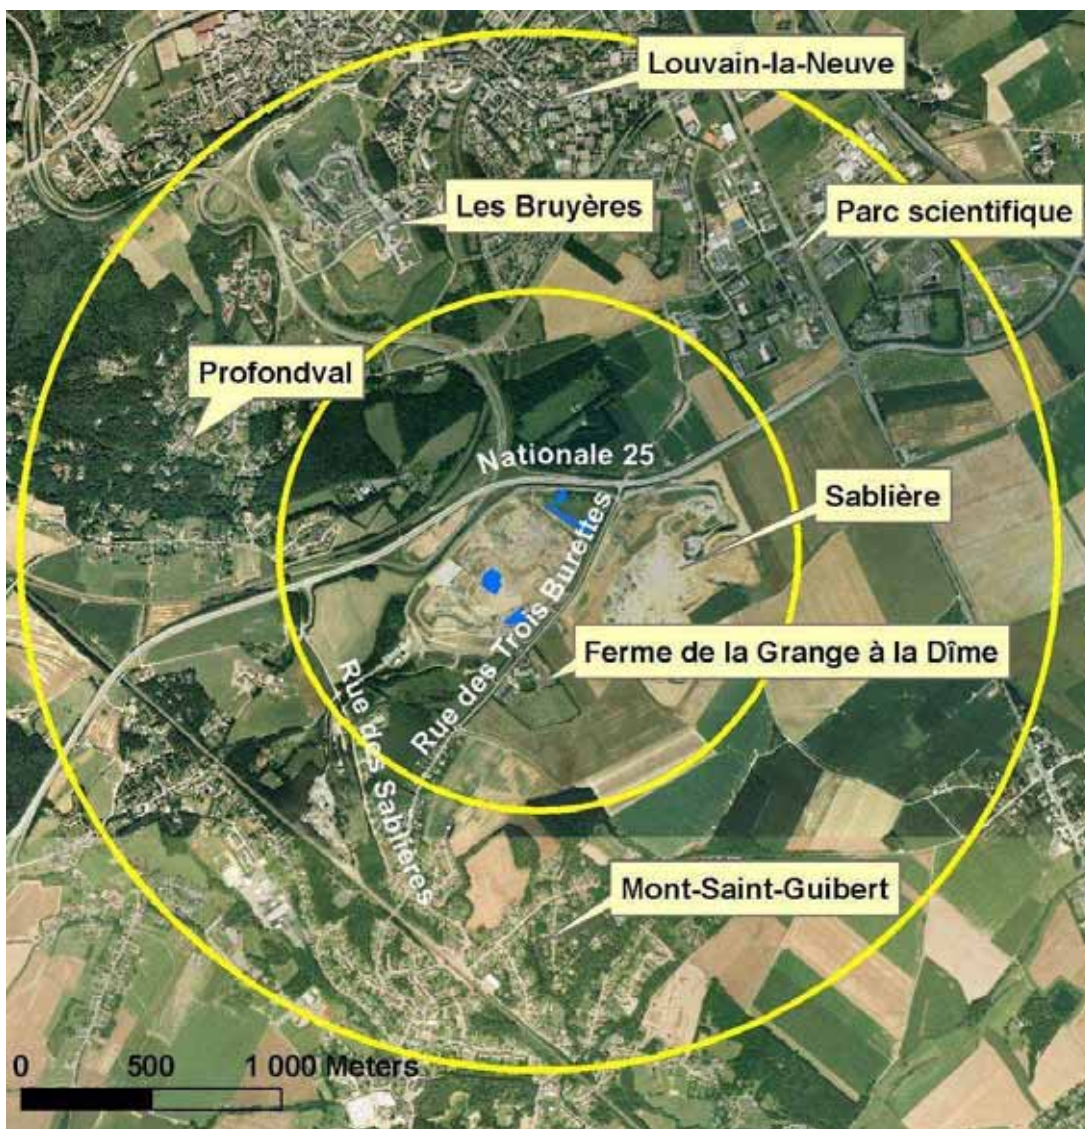 Louvain-la-Neuve
Les Bruyères
Parc scientifique
Profondval
Nationale 25
Sablière
Rue des Trois Burettes
Ferme de la Grange à la Dîme
Rue des Sablières
Mont-Saint-Guibert
0 500 1 000 Meters